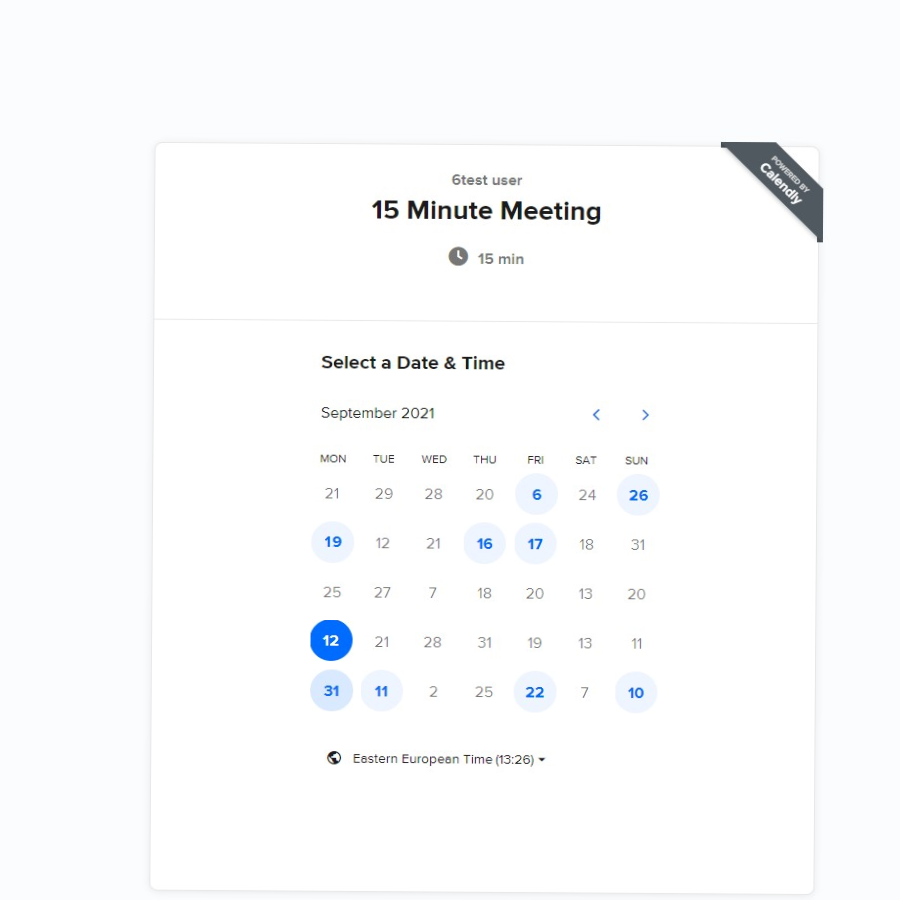 POWERED BY
Calendly
6test user
15 Minute Meeting
15 min
Select a Date & Time
September 2021
MON TUE WED THU FRI SAT SUN
21 29 28 20 6 24 26
19 12 21 16 17 18 31
25 27 7 18 20 13 20
12 21 28 31 19 13 11
31 11 2 25 22 7 10
Eastern European Time (13:26)